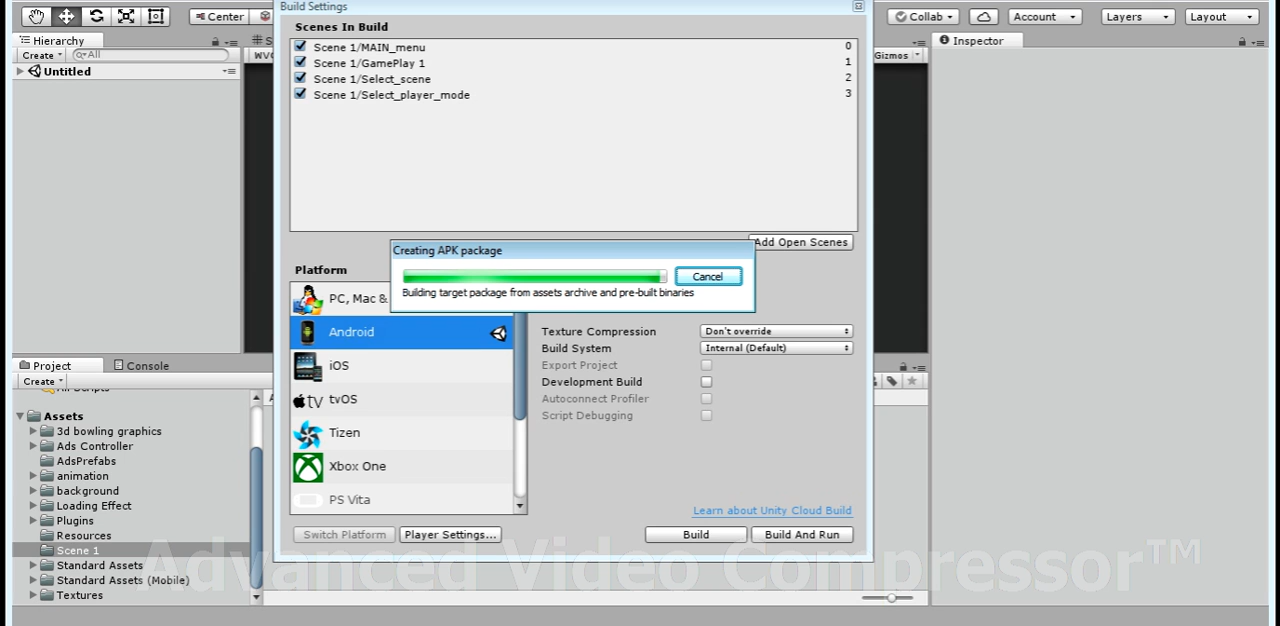 Build Settings
Center
Collab
Account
Layers
Layout
Hierarchy
Create
All
Untitled
Scenes In Build
Scene 1/MAIN_menu 0
Scene 1/GamePlay 1 1
Scene 1/Select_scene 2
Scene 1/Select_player_mode 3
Gizmos
Inspector
Add Open Scenes
Creating APK package
Cancel
Building target package from assets archive and pre-built binaries
Platform
PC, Mac &
Android
iOS
tvOS
Tizen
Xbox One
PS Vita
Texture Compression Don't override
Build System Internal (Default)
Export Project
Development Build
Autoconnect Profiler
Script Debugging
Learn about Unity Cloud Build
Switch Platform
Player Settings...
Build
Build And Run
Project
Console
Create
Assets
3d bowling graphics
Ads Controller
AdsPrefabs
animation
background
Loading Effect
Plugins
Resources
Scene 1
Standard Assets
Standard Assets (Mobile)
Textures
Advanced Video Compressor™